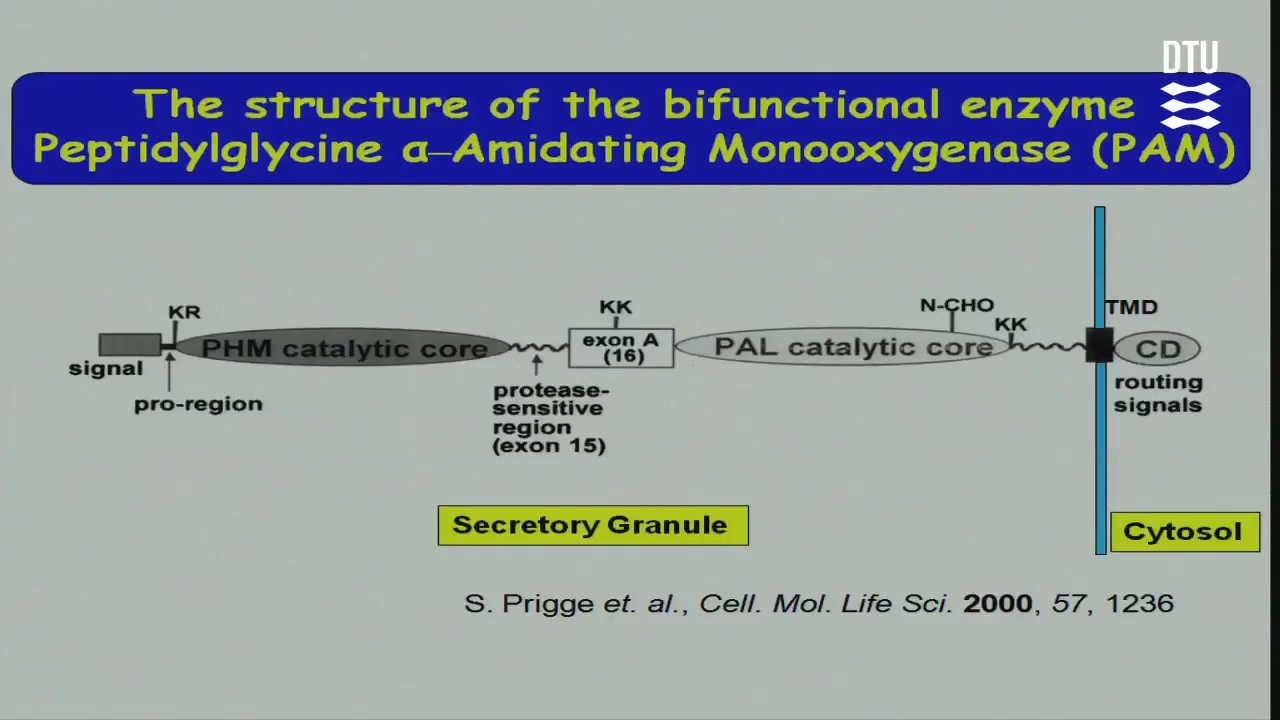 DTU
The structure of the bifunctional enzyme
Peptidylglycine α–Amidating Monooxygenase (PAM)
KR
KK
N-CHO
KK
TMD
PHM catalytic core
exon A
(16)
PAL catalytic core
CD
signal
pro-region
protease-
sensitive
region
(exon 15)
routing
signals
Secretory Granule
Cytosol
S. Prigge et. al., Cell. Mol. Life Sci. 2000, 57, 1236